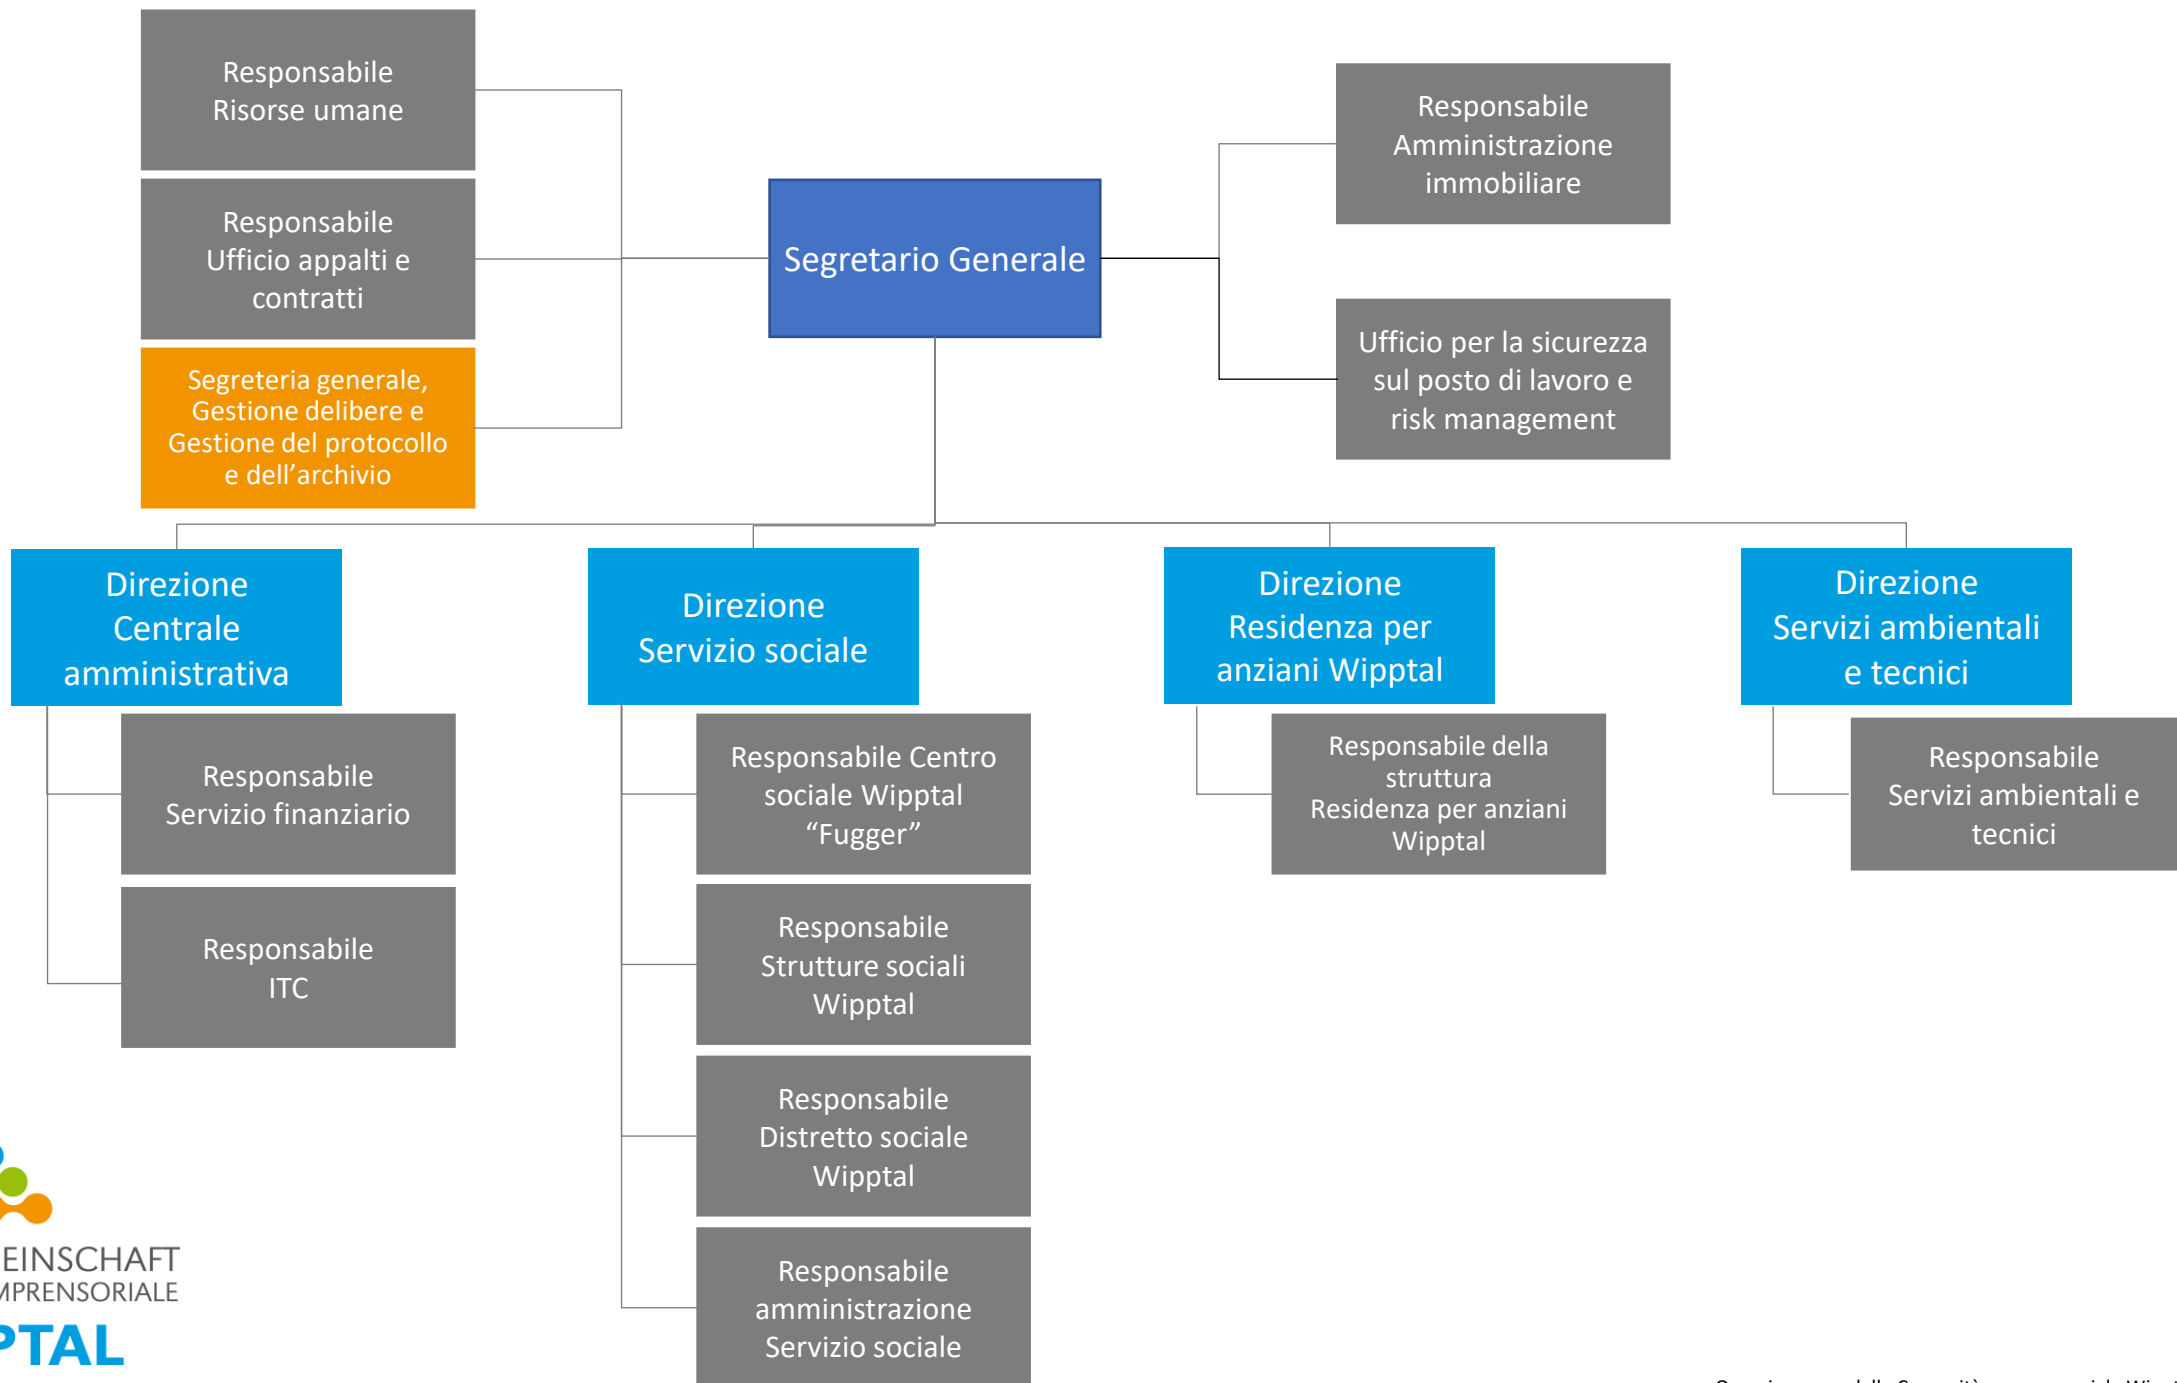 Responsabile
Risorse umane
Responsabile
Ufficio appalti e
contratti
Segreteria generale,
Gestione delibere e
Gestione del protocollo
e dell’archivio
Segretario Generale
Responsabile
Amministrazione
immobiliare
Ufficio per la sicurezza
sul posto di lavoro e
risk management
Direzione
Centrale
amministrativa
Responsabile
Servizio finanziario
Responsabile
ITC
Direzione
Servizio sociale
Responsabile Centro
sociale Wipptal
“Fugger”
Responsabile
Strutture sociali
Wipptal
Responsabile
Distretto sociale
Wipptal
Responsabile
amministrazione
Servizio sociale
Direzione
Residenza per
anziani Wipptal
Responsabile della
struttura
Residenza per anziani
Wipptal
Direzione
Servizi ambientali
e tecnici
Responsabile
Servizi ambientali e
tecnici
EINSCHAFT
MPRENSORIALE
PTAL